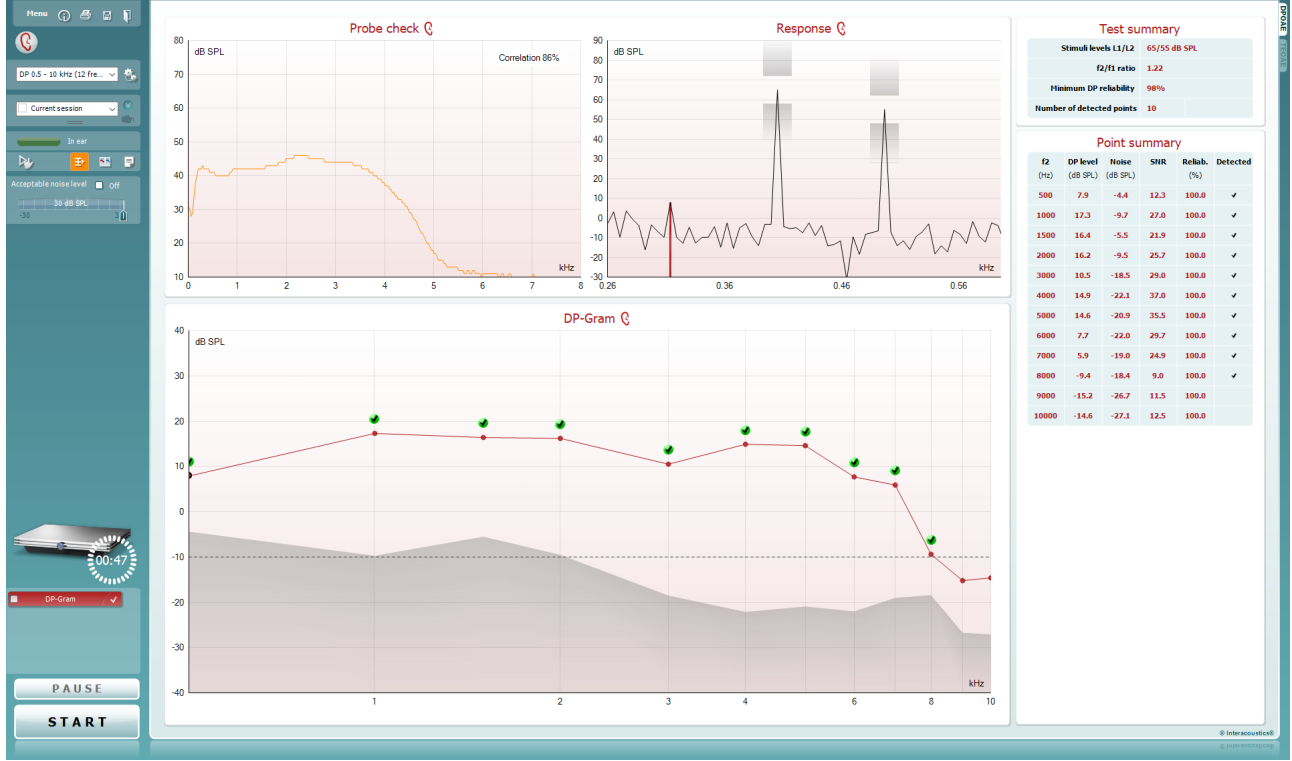 Menu
DP 0.5 - 10 kHz (12 fre...
Current session
In ear
Acceptable noise level Off
30 dB SPL
-30
00:47
DP-Gram
PAUSE
START
Probe check
80 dB SPL
Correlation 86%
70
60
50
40
30
20
10
kHz
0 1 2 3 4 5 6 7 8
Response
90 dB SPL
80
70
60
50
40
30
20
10
0
-10
-20
-30
kHz
0.26 0.36 0.46 0.56
DP-Gram
40
dB SPL
30
20
10
0
-10
-20
-30
-40
kHz
1 2 3 4 6 8 10
Test summary
Stimuli levels L1/L2 65/55 dB SPL
f2/f1 ratio 1.22
Minimum DP reliability 98%
Number of detected points 10
Point summary
f2 DP level Noise SNR Reliab. Detected
(Hz) (dB SPL) (dB SPL) (%)
500 7.9 -4.4 12.3 100.0
1000 17.3 -9.7 27.0 100.0
1500 16.4 -5.5 21.9 100.0
2000 16.2 -9.5 25.7 100.0
3000 10.5 -18.5 29.0 100.0
4000 14.9 -22.1 37.0 100.0
5000 14.6 -20.9 35.5 100.0
6000 7.7 -22.0 29.7 100.0
7000 5.9 -19.0 24.9 100.0
8000 -9.4 -18.4 9.0 100.0
9000 -15.2 -26.7 11.5 100.0
10000 -14.6 -27.1 12.5 100.0
DPOAE
TEOAE
© Interacoustics®